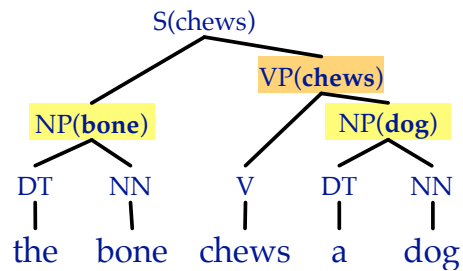 S(chews)
VP(chews)
NP(bone) NP(dog)
DT NN V DT NN
the bone chews a dog